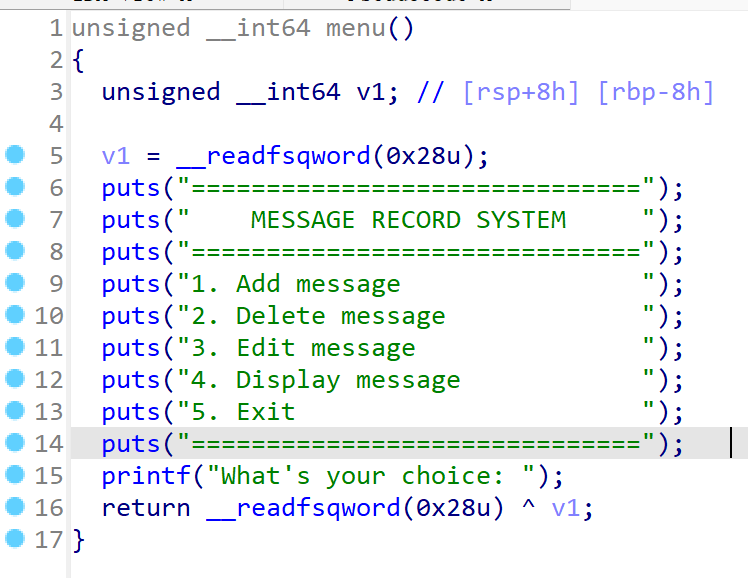 1 unsigned __int64 menu()
2 {
3   unsigned __int64 v1; // [rsp+8h] [rbp-8h]
4
5   v1 = __readfsqword(0x28u);
6   puts("==============================");
7   puts("    MESSAGE RECORD SYSTEM     ");
8   puts("==============================");
9   puts("1. Add message                ");
10   puts("2. Delete message             ");
11   puts("3. Edit message               ");
12   puts("4. Display message            ");
13   puts("5. Exit                       ");
14   puts("==============================");
15   printf("What's your choice: ");
16   return __readfsqword(0x28u) ^ v1;
17 }